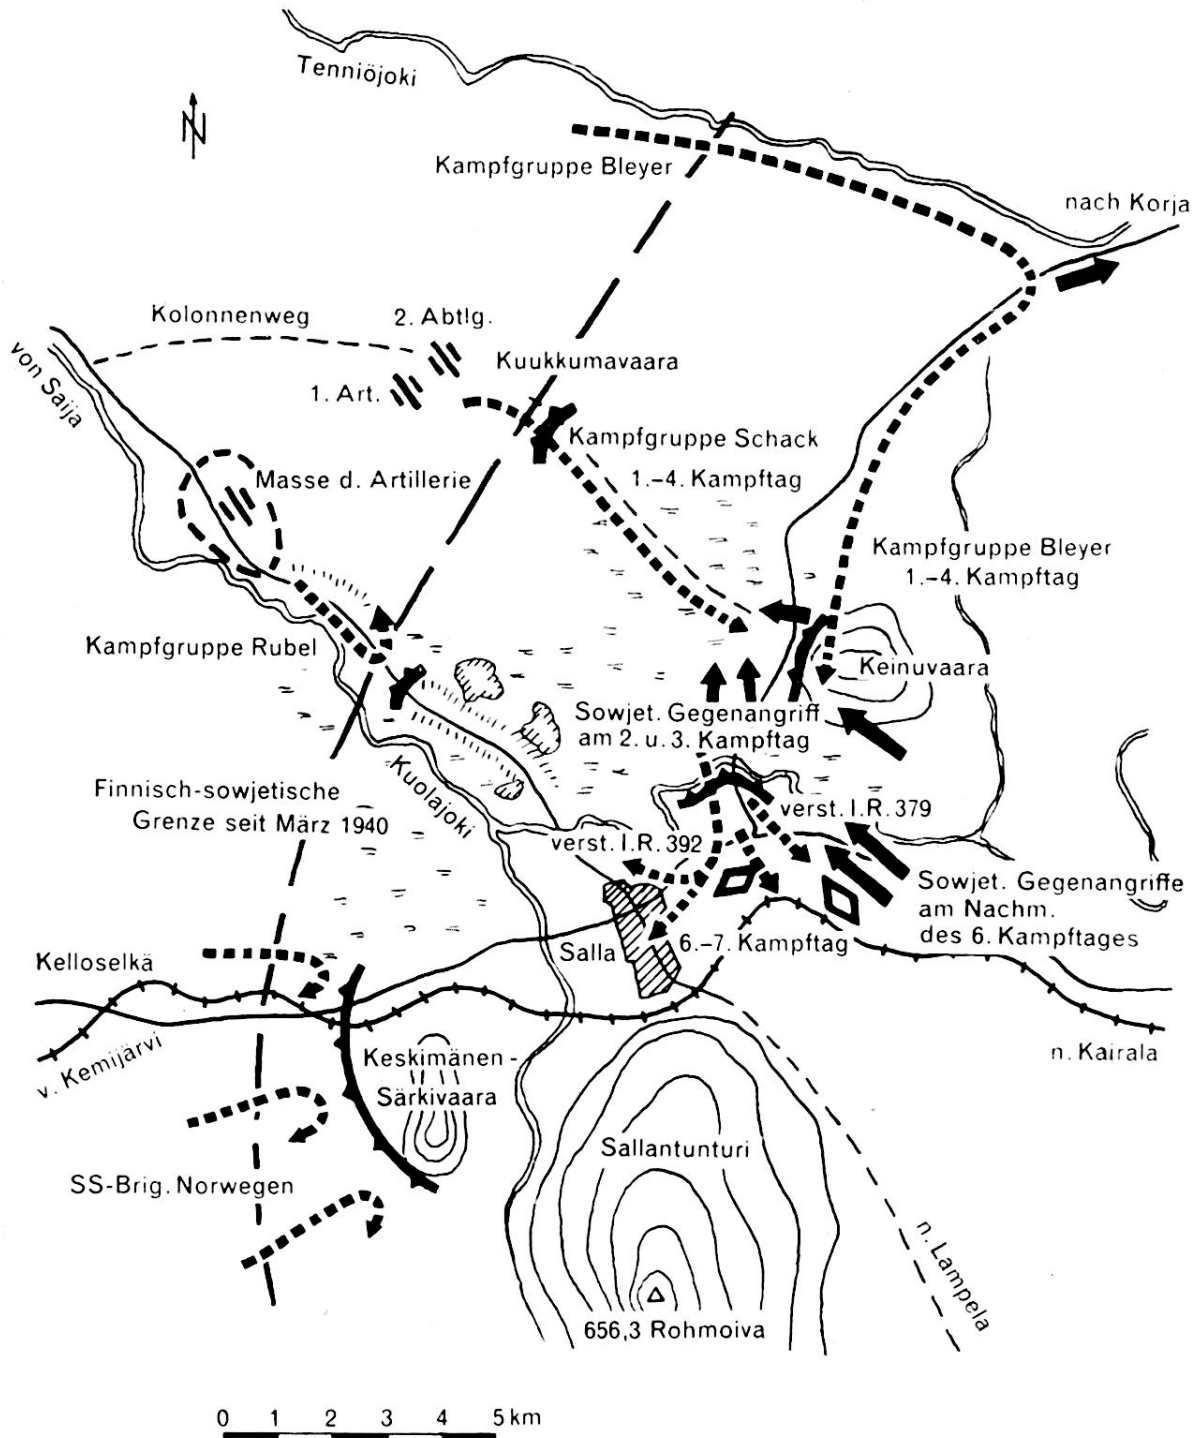 Tenniöjoki
N
Kampfgruppe Bleyer
nach Korja
Kolonnenweg
2. Abtlg.
von Saija
Kuukkumavaara
1. Art.
Kampfgruppe Schack
1.-4. Kampftag
Masse d. Artillerie
Kampfgruppe Bleyer
1.-4. Kampftag
Kampfgruppe Rubel
Keinuvaara
Sowjet. Gegenangriff
am 2. u. 3. Kampftag
Kuolajoki
Finnisch-sowjetische
Grenze seit März 1940
verst. I.R. 379
verst. I.R. 392
Sowjet. Gegenangriffe
am Nachm.
des 6. Kampftages
Salla
6.-7. Kampftag
Kelloselkä
v. Kemijärvi
n. Kairala
Keskimänen-
Särkivaara
Sallantunturi
SS-Brig. Norwegen
n. Lampela
656,3 Rohmoiva
0 1 2 3 4 5 km